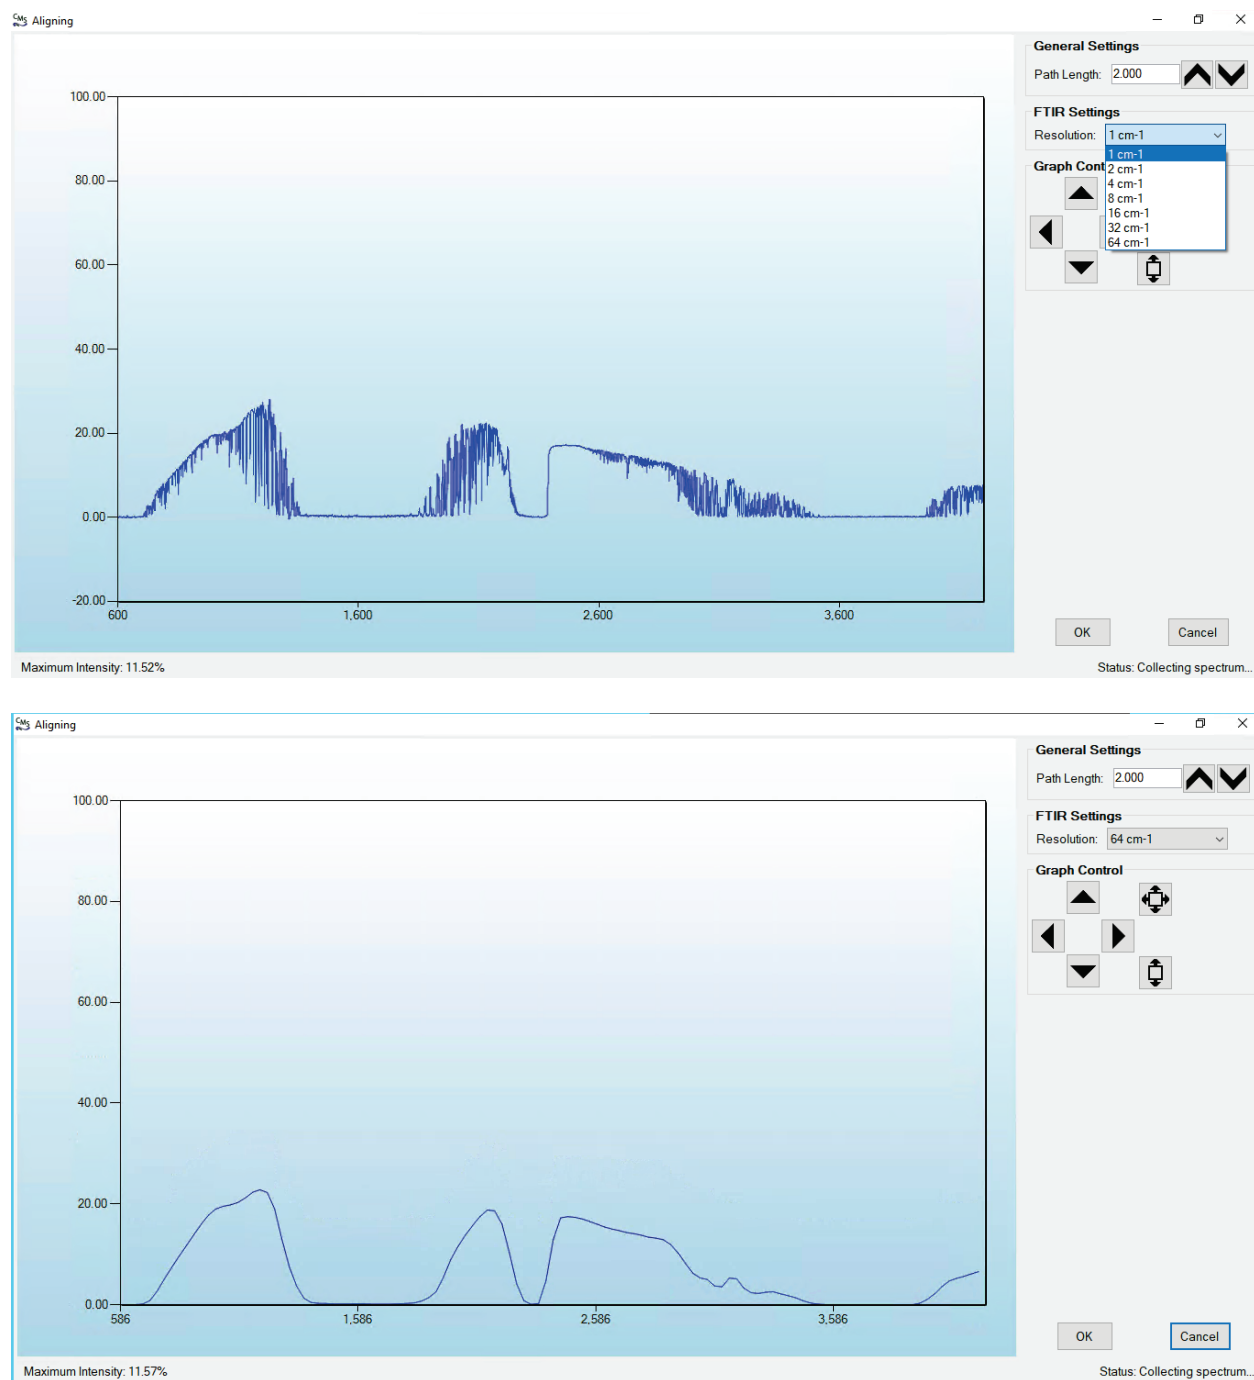 CMS Aligning
General Settings
Path Length: 2.000
FTIR Settings
Resolution: 1 cm-1
1 cm-1
2 cm-1
4 cm-1
8 cm-1
16 cm-1
32 cm-1
64 cm-1
Graph Cont
100.00
80.00
60.00
40.00
20.00
0.00
-20.00
600 1,600 2,600 3,600
OK Cancel
Maximum Intensity: 11.52% Status: Collecting spectrum...
CMS Aligning
General Settings
Path Length: 2.000
FTIR Settings
Resolution: 64 cm-1
Graph Control
100.00
80.00
60.00
40.00
20.00
0.00
586 1,586 2,586 3,586
OK Cancel
Maximum Intensity: 11.57% Status: Collecting spectrum...